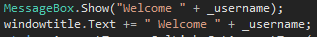 MessageBox.Show("Welcome " + _username);
windowtitle.Text += " Welcome " + _username;